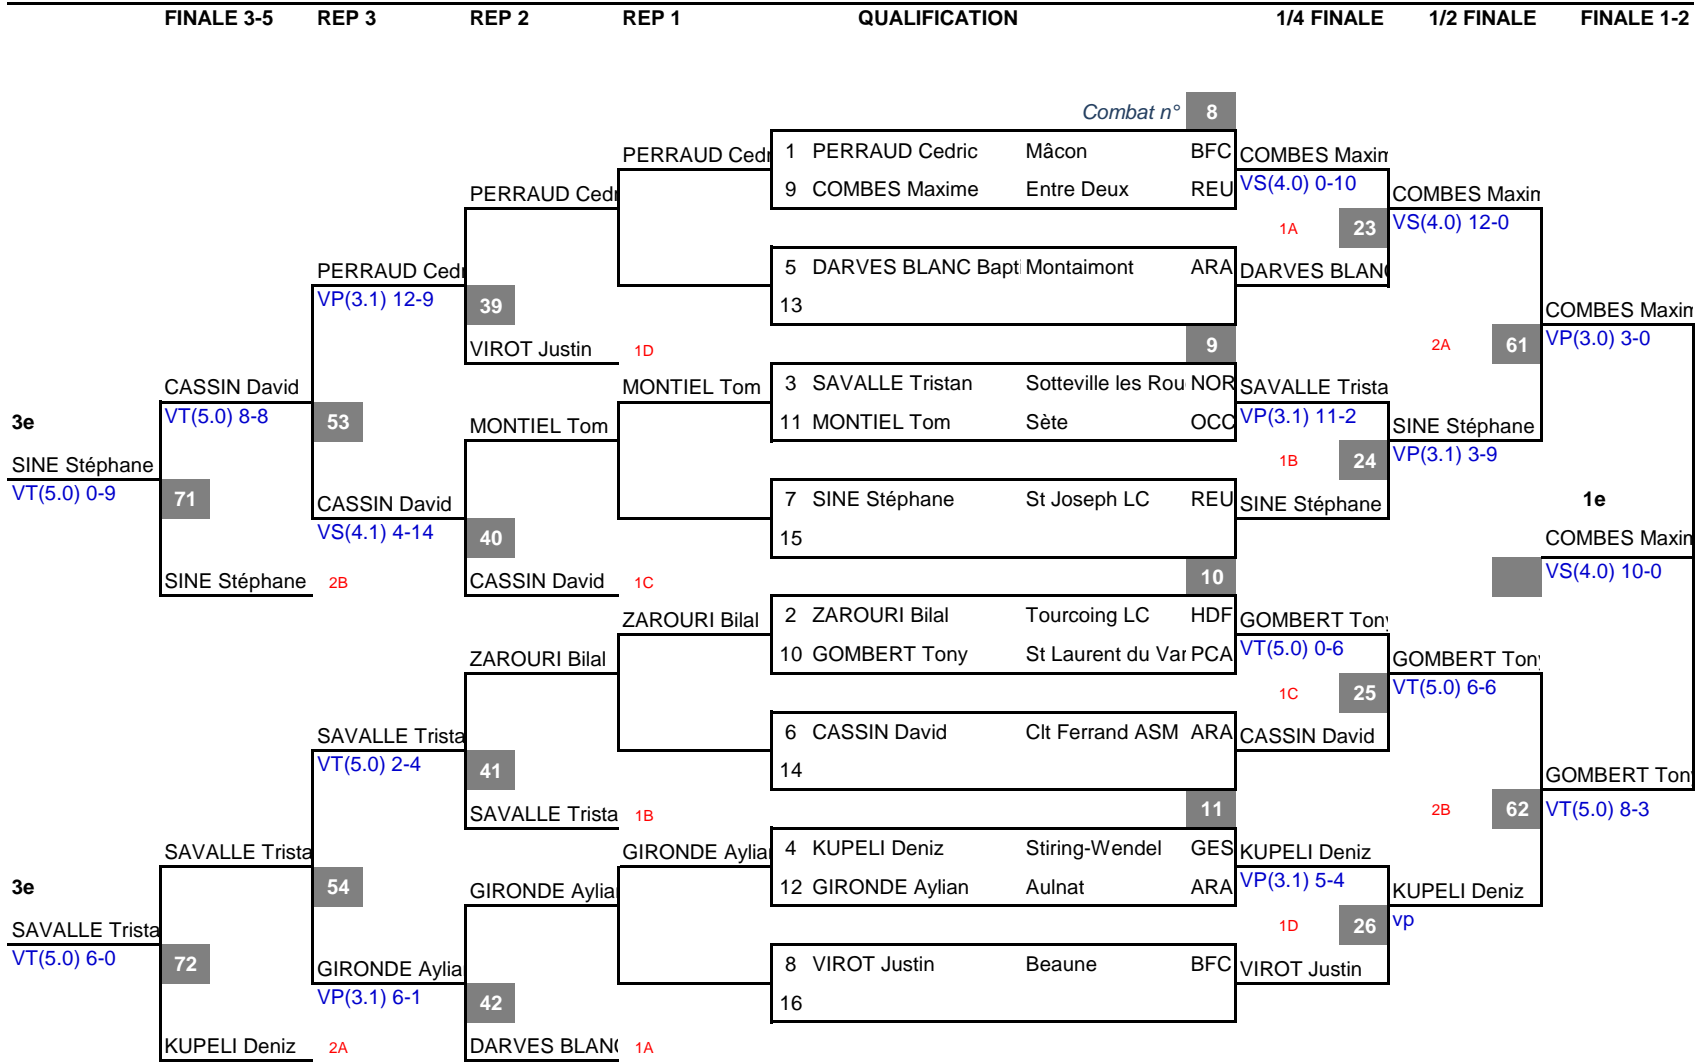 FINALE 3-5 REP 3 REP 2 REP 1 QUALIFICATION 1/4 FINALE 1/2 FINALE FINALE 1-2
Combat n° 8
PERRAUD Cedr 1 PERRAUD Cedric Mâcon BFC COMBES Maxim
PERRAUD Cedr 9 COMBES Maxime Entre Deux REU VS(4.0) 0-10 COMBES Maxim
1A 23 VS(4.0) 12-0
PERRAUD Cedr 5 DARVES BLANC Bapti Montaimont ARA DARVES BLANC
VP(3.1) 12-9 39 13 COMBES Maxim
VIROT Justin 1D 9 2A 61 VP(3.0) 3-0
CASSIN David MONTIEL Tom 3 SAVALLE Tristan Sotteville les Rou NOR SAVALLE Trista
3e VT(5.0) 8-8 53 MONTIEL Tom 11 MONTIEL Tom Sète OCC VP(3.1) 11-2 SINE Stéphane
SINE Stéphane 1B 24 VP(3.1) 3-9
VT(5.0) 0-9 71 CASSIN David 7 SINE Stéphane St Joseph LC REU SINE Stéphane 1e
VS(4.1) 4-14 40 15 COMBES Maxim
SINE Stéphane 2B CASSIN David 1C 10 VS(4.0) 10-0
ZAROURI Bilal 2 ZAROURI Bilal Tourcoing LC HDF GOMBERT Tony
ZAROURI Bilal 10 GOMBERT Tony St Laurent du Var PCA VT(5.0) 0-6 GOMBERT Tony
1C 25 VT(5.0) 6-6
SAVALLE Trista 6 CASSIN David Clt Ferrand ASM ARA CASSIN David
VT(5.0) 2-4 41 14 GOMBERT Tony
SAVALLE Trista 1B 11 2B 62 VT(5.0) 8-3
SAVALLE Trista GIRONDE Aylia 4 KUPELI Deniz Stiring-Wendel GES KUPELI Deniz
3e 54 GIRONDE Aylia 12 GIRONDE Aylian Aulnat ARA VP(3.1) 5-4 KUPELI Deniz
SAVALLE Trista 1D 26 vp
VT(5.0) 6-0 72 GIRONDE Aylia 8 VIROT Justin Beaune BFC VIROT Justin
VP(3.1) 6-1 42 16
KUPELI Deniz 2A DARVES BLANC 1A